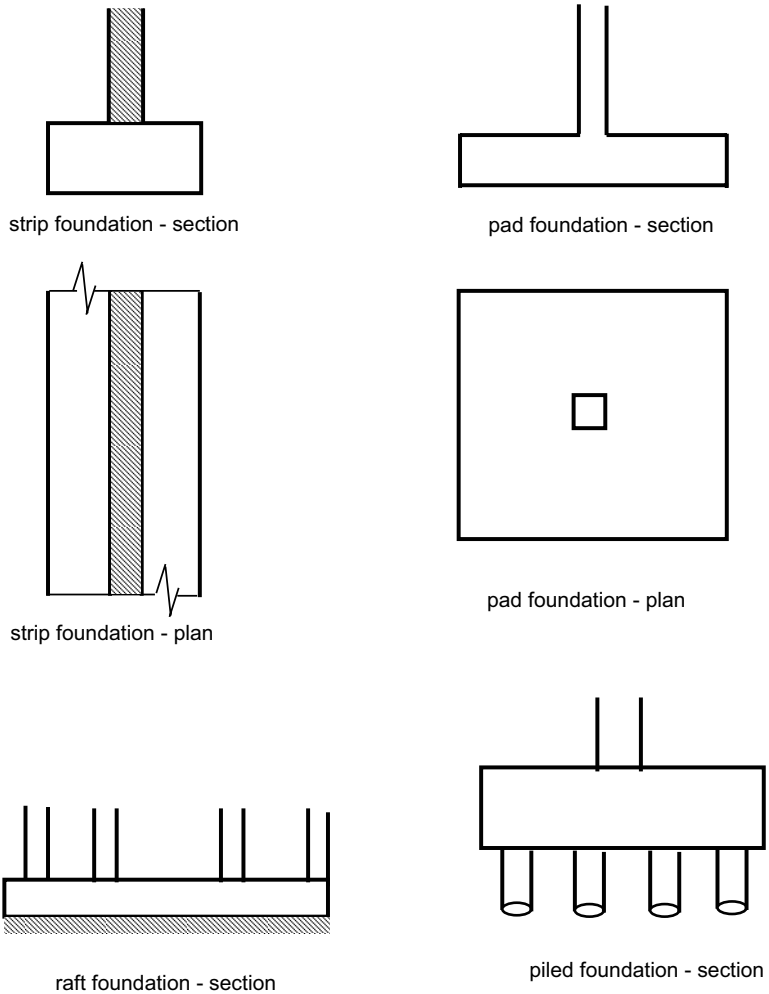 strip foundation - section
pad foundation - section
strip foundation - plan
pad foundation - plan
raft foundation - section
piled foundation - section